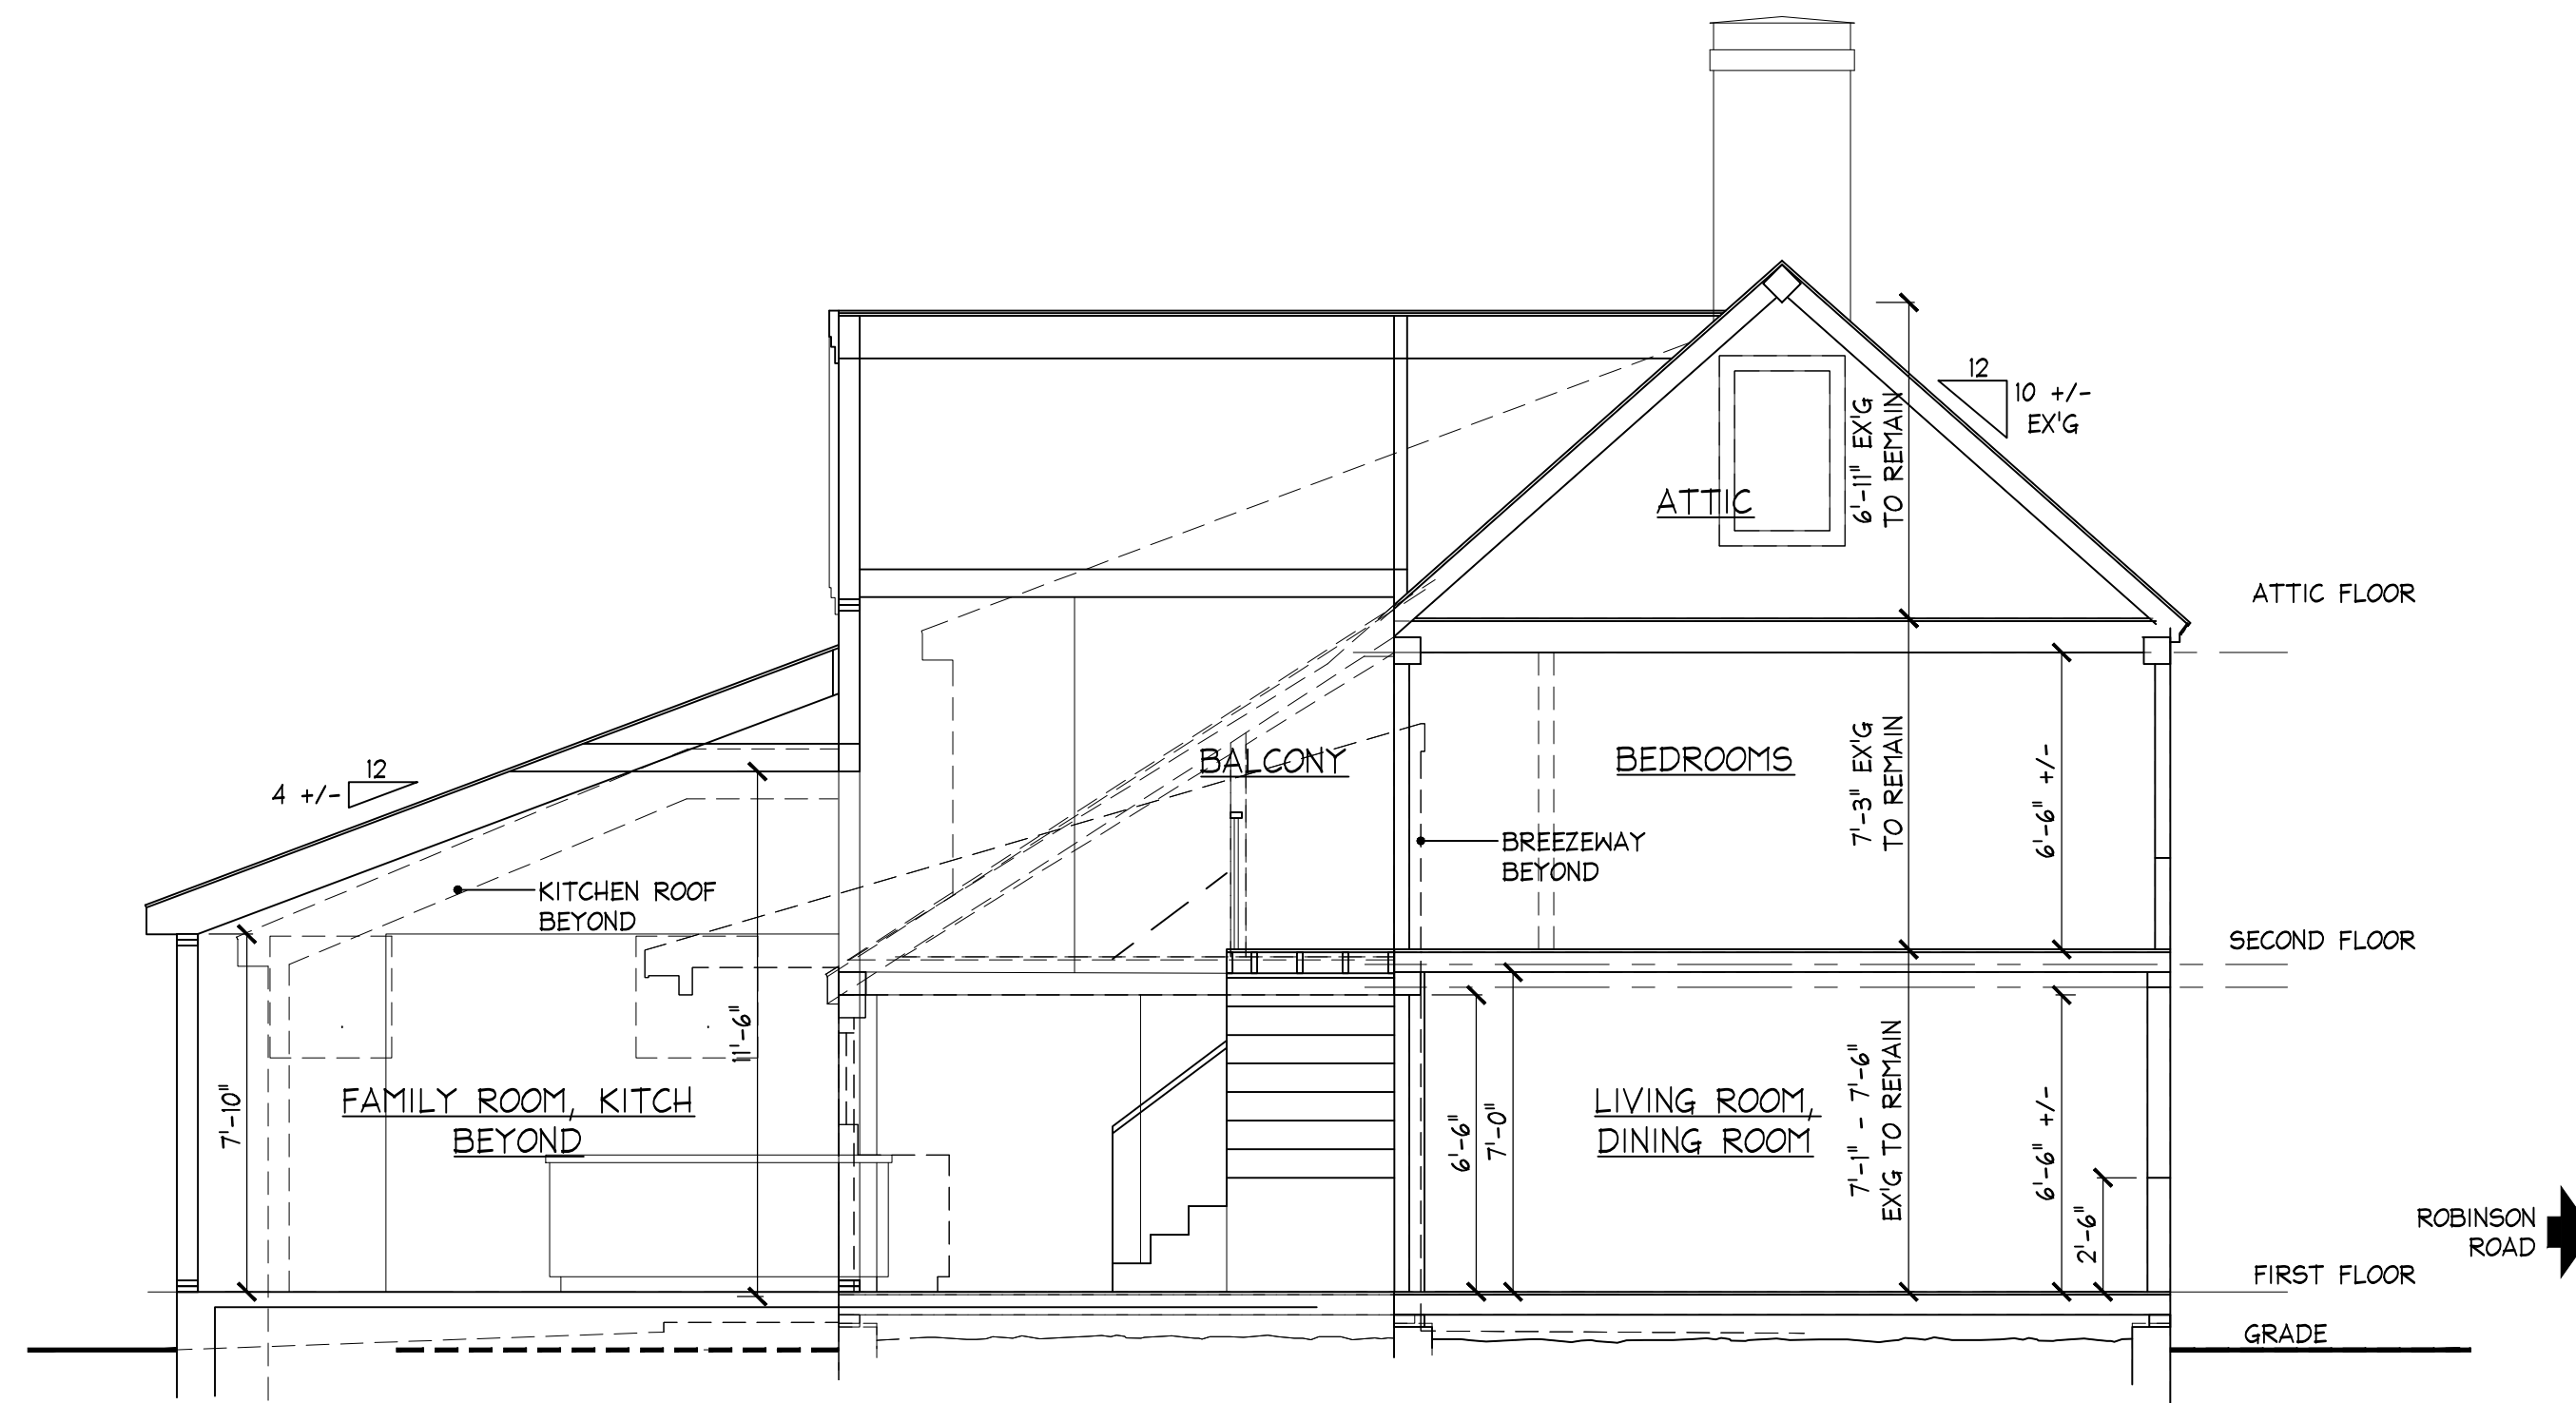 12
10 +/-
EX'G
6'-11" EX'G
TO REMAIN
ATTIC
ATTIC FLOOR
12
4 +/-
BALCONY
BEDROOMS
7'-3" EX'G
TO REMAIN
6'-6" +/-
BREEZEWAY
BEYOND
KITCHEN ROOF
BEYOND
SECOND FLOOR
11'-6"
7'-10"
FAMILY ROOM, KITCH
BEYOND
6'-6"
7'-0"
LIVING ROOM,
DINING ROOM
7'-1" - 7'-6"
EX'G TO REMAIN
6'-6" +/-
2'-6"
ROBINSON
ROAD
FIRST FLOOR
GRADE